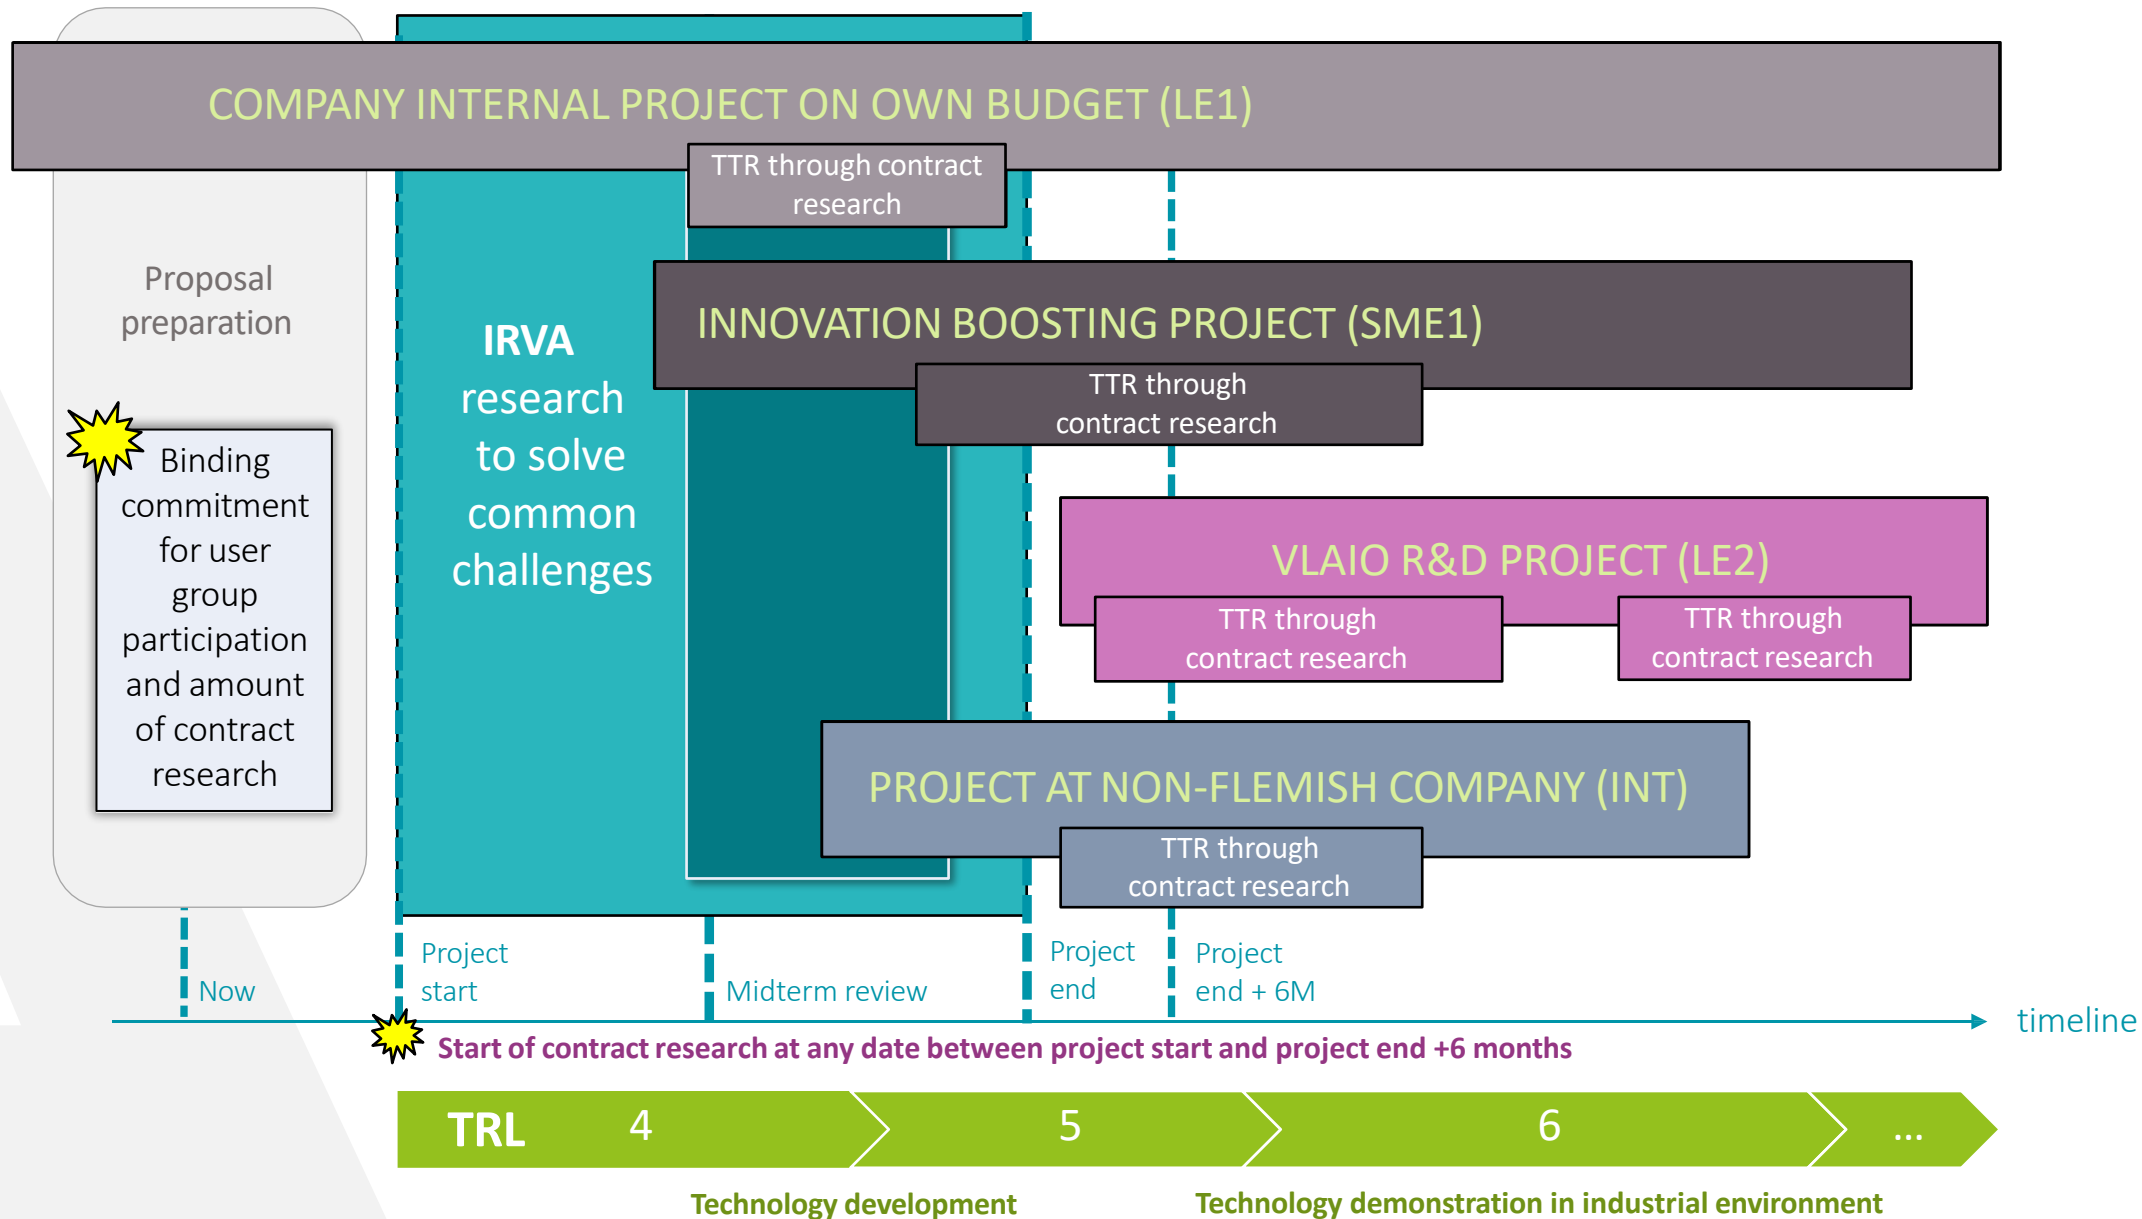 COMPANY INTERNAL PROJECT ON OWN BUDGET (LE1)
TTR through contract
research
Proposal
preparation
Binding
commitment
for user
group
participation
and amount
of contract
research
IRVA
research
to solve
common
challenges
INNOVATION BOOSTING PROJECT (SME1)
TTR through
contract research
VLAIO R&D PROJECT (LE2)
TTR through
contract research
TTR through
contract research
PROJECT AT NON-FLEMISH COMPANY (INT)
TTR through
contract research
Now
Project
start
Midterm review
Project
end
Project
end + 6M
timeline
Start of contract research at any date between project start and project end +6 months
TRL 4 5 6 ...
Technology development
Technology demonstration in industrial environment